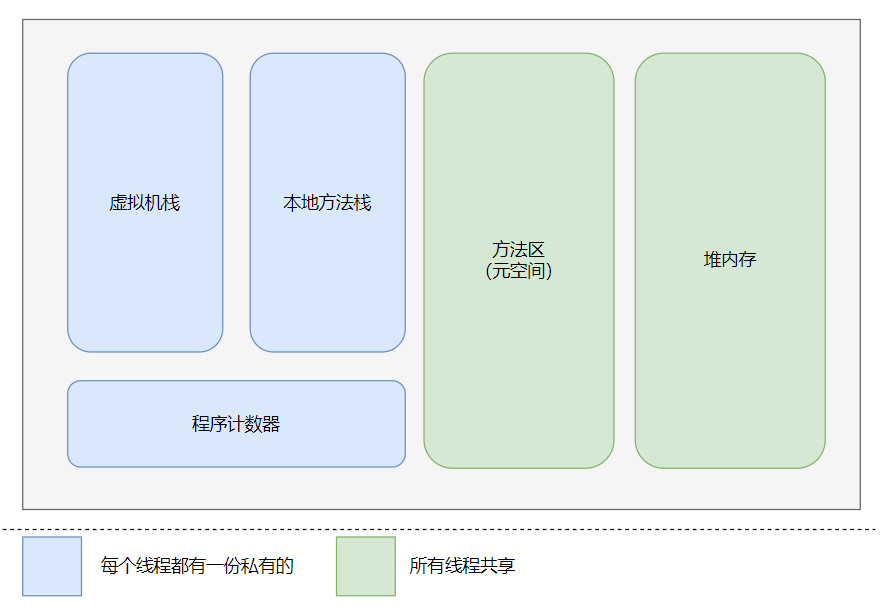 虚拟机栈
本地方法栈
方法区
（元空间）
堆内存
程序计数器
每个线程都有一份私有的
所有线程共享